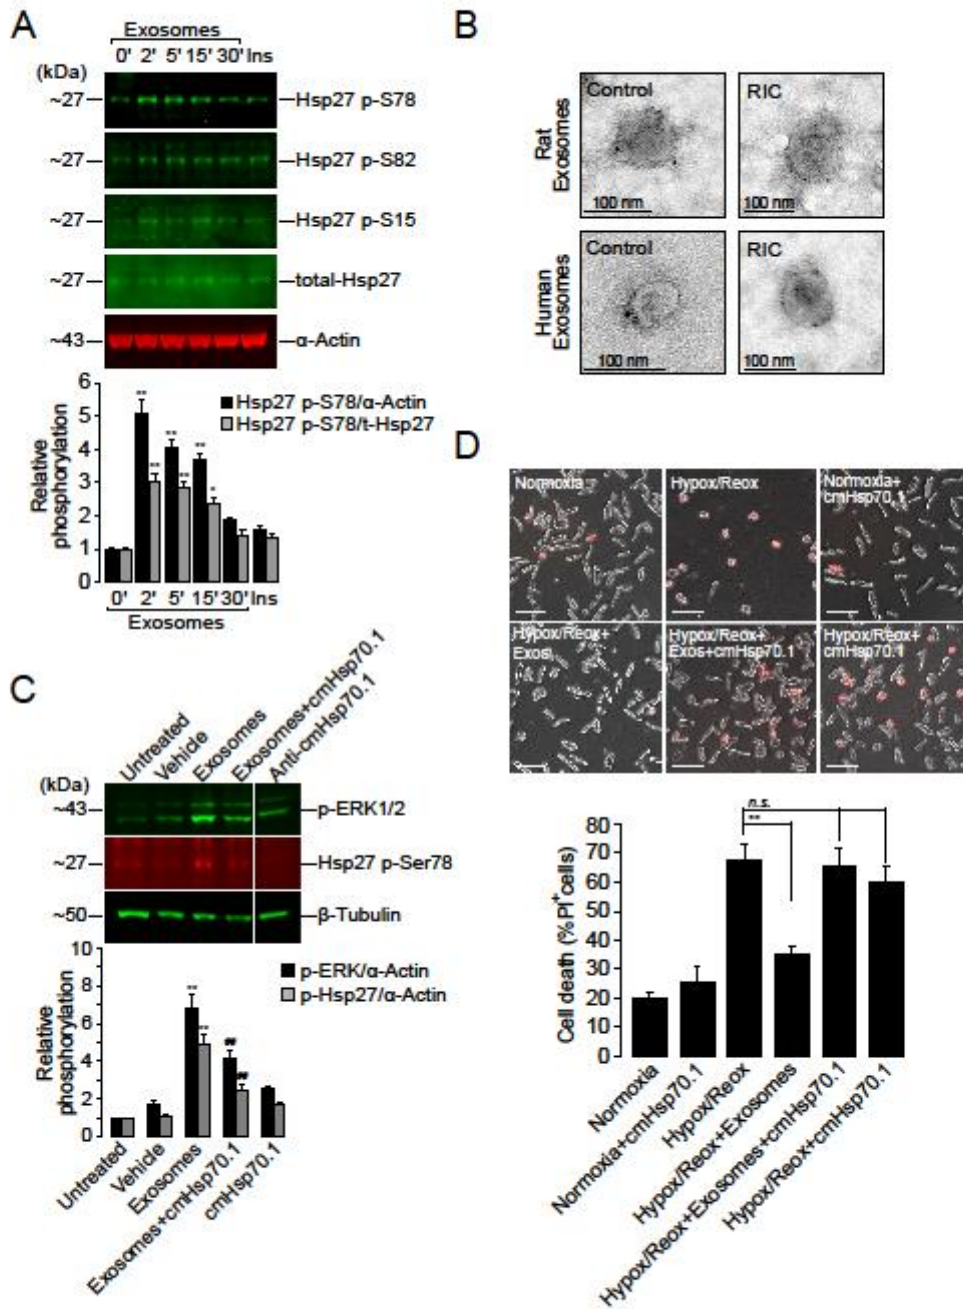 A
Exosomes
0' 2' 5' 15' 30' Ins
(kDa)
~27 Hsp27 p-S78
~27 Hsp27 p-S82
~27 Hsp27 p-S15
~27 total-Hsp27
~43 α-Actin
Relative phosphorylation
6
5
4
3
2
1
0
Hsp27 p-S78/α-Actin
Hsp27 p-S78/t-Hsp27
** ** ** ** ** *
0' 2' 5' 15' 30' Ins
Exosomes
B
Rat Exosomes
Control
100 nm
RIC
100 nm
Human Exosomes
Control
100 nm
RIC
100 nm
C
Untreated
Vehicle
Exosomes
Exosomes+cmHsp70.1
Anti-cmHsp70.1
(kDa)
~43 p-ERK1/2
~27 Hsp27 p-Ser78
~50 β-Tubulin
Relative phosphorylation
10
8
6
4
2
0
p-ERK/α-Actin
p-Hsp27/α-Actin
** ** ## ##
Untreated
Vehicle
Exosomes
Exosomes+cmHsp70.1
cmHsp70.1
D
Normoxia
Hypox/Reox
Normoxia+
cmHsp70.1
Hypox/Reox+
Exos
Hypox/Reox+
Exos+cmHsp70.1
Hypox/Reox+
cmHsp70.1
Cell death (%PI+cells)
80
70
60
50
40
30
20
10
0
n.s.
**
Normoxia
Normoxia+cmHsp70.1
Hypox/Reox
Hypox/Reox+Exosomes
Hypox/Reox+Exosomes+cmHsp70.1
Hypox/Reox+cmHsp70.1